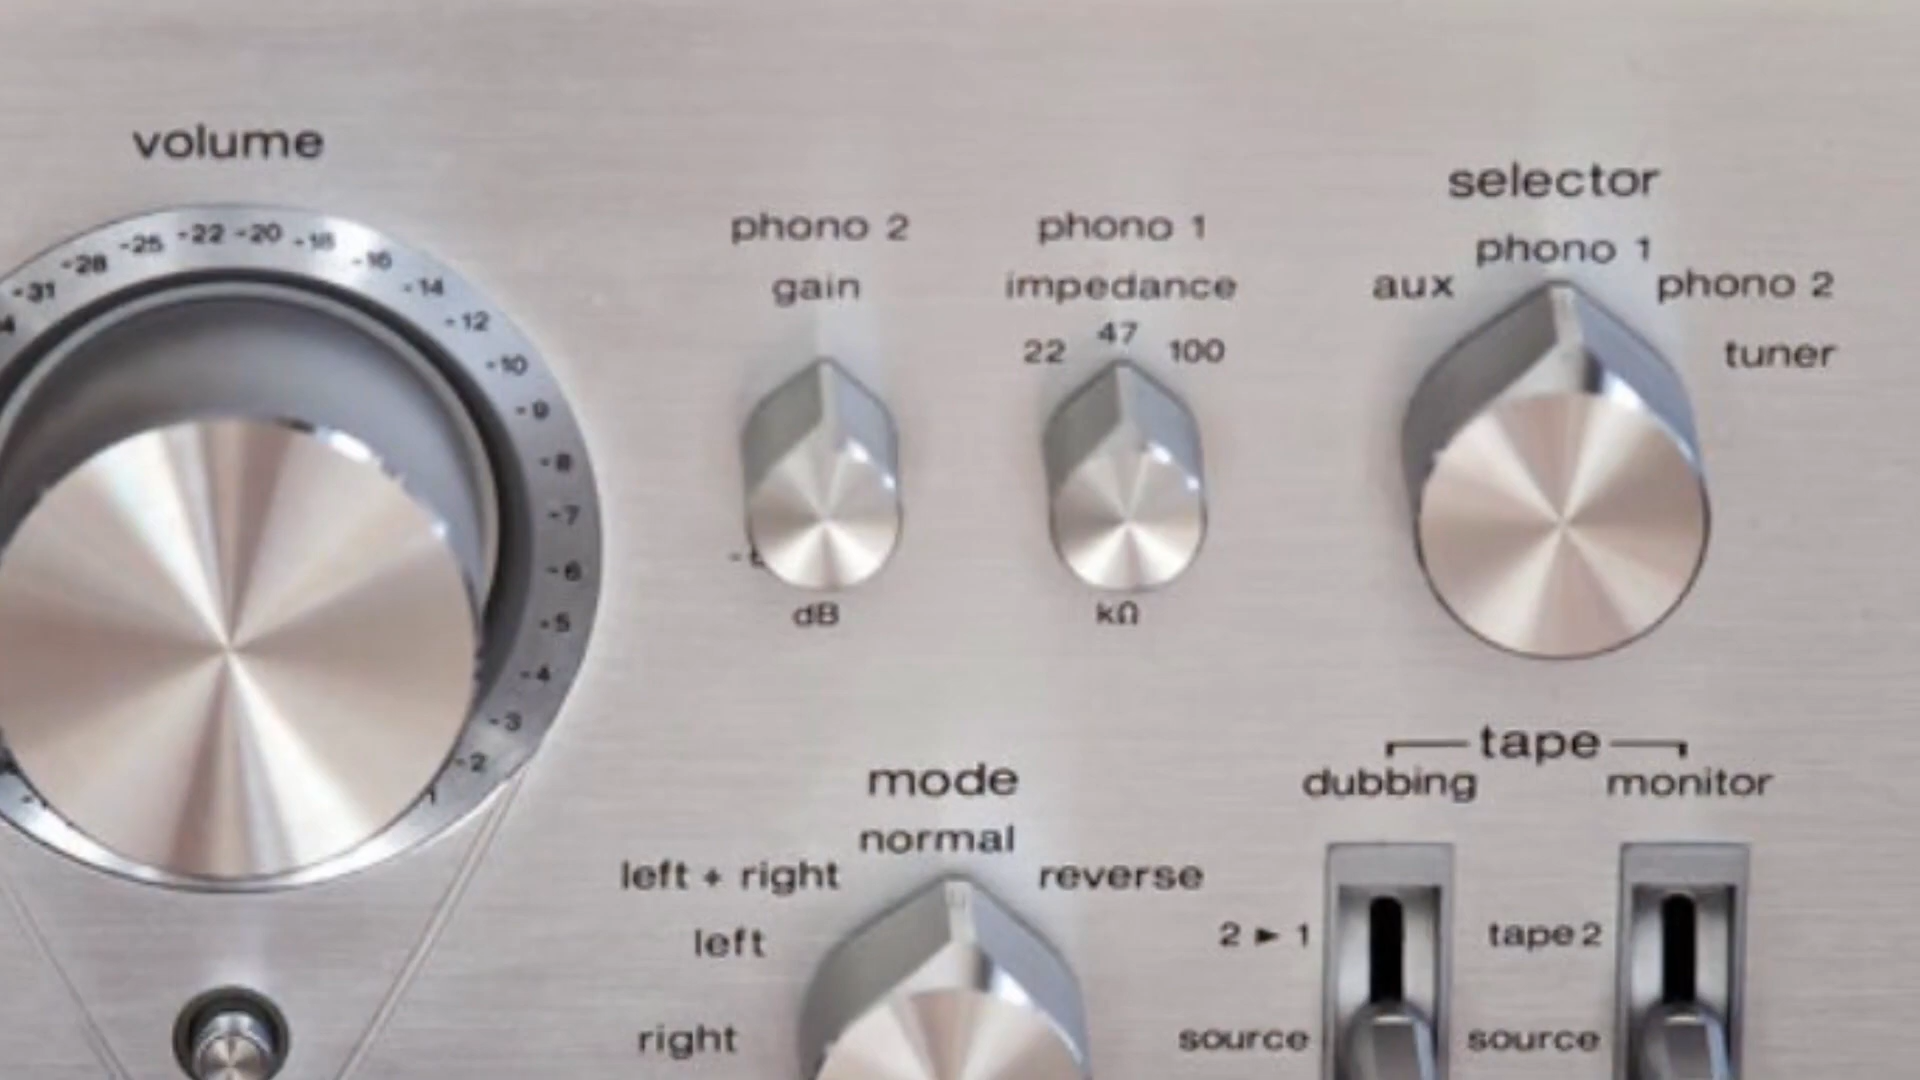 volume
-31 -28 -25 -22 -20 -18 -16 -14 -12 -10 -9 -8 -7 -6 -5 -4 -3 -2
phono 2
gain
dB
phono 1
impedance
22 47 100
kΩ
selector
aux phono 1 phono 2
tuner
mode
normal
left + right reverse
left
right
tape
dubbing monitor
2 ► 1 tape 2
source source